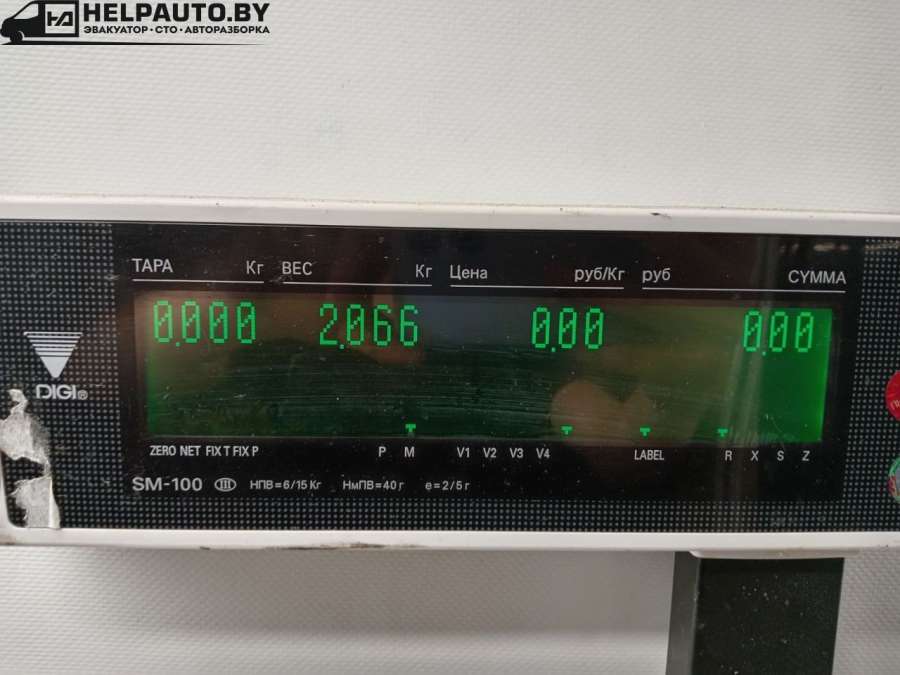 HELPAUTO.BY
ЭВАКУАТОР·СТО·АВТОРАЗБОРКА
ТАРА Кг ВЕС Кг Цена руб/Кг руб СУММА
0.000 2.066 0.00 0.00
DIGI®
ZERO NET FIX T FIX P P M V1 V2 V3 V4 LABEL R X S Z
SM-100 III НПВ=6/15 Кг НмПВ=40 г e=2/5 г